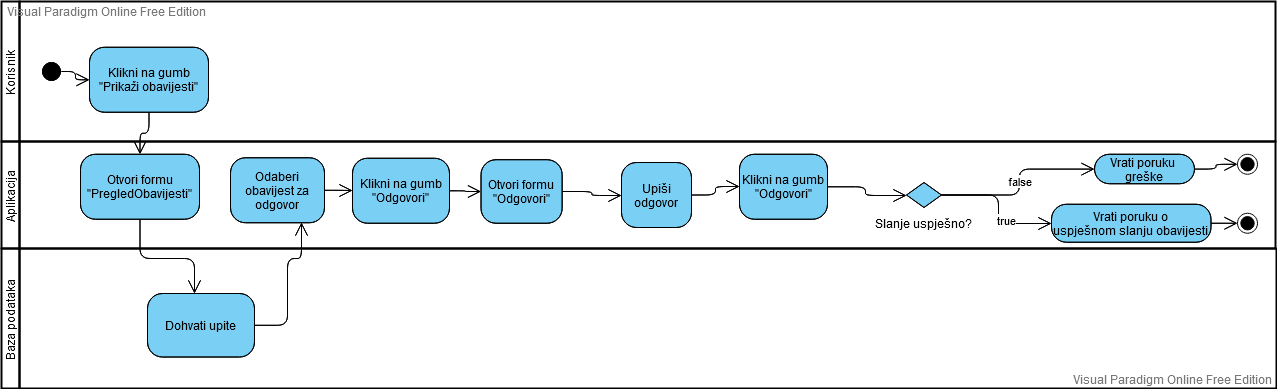 Visual Paradigm Online Free Edition
Korisnik
Klikni na gumb
"Prikaži obavijesti"
Aplikacija
Otvori formu
"PregledObavijesti"
Odaberi
obavijest za
odgovor
Klikni na gumb
"Odgovori"
Otvori formu
"Odgovori"
Upiši
odgovor
Klikni na gumb
"Odgovori"
Slanje uspješno?
false
true
Vrati poruku
greške
Vrati poruku o
uspješnom slanju obavijesti
Baza podataka
Dohvati upite
Visual Paradigm Online Free Edition